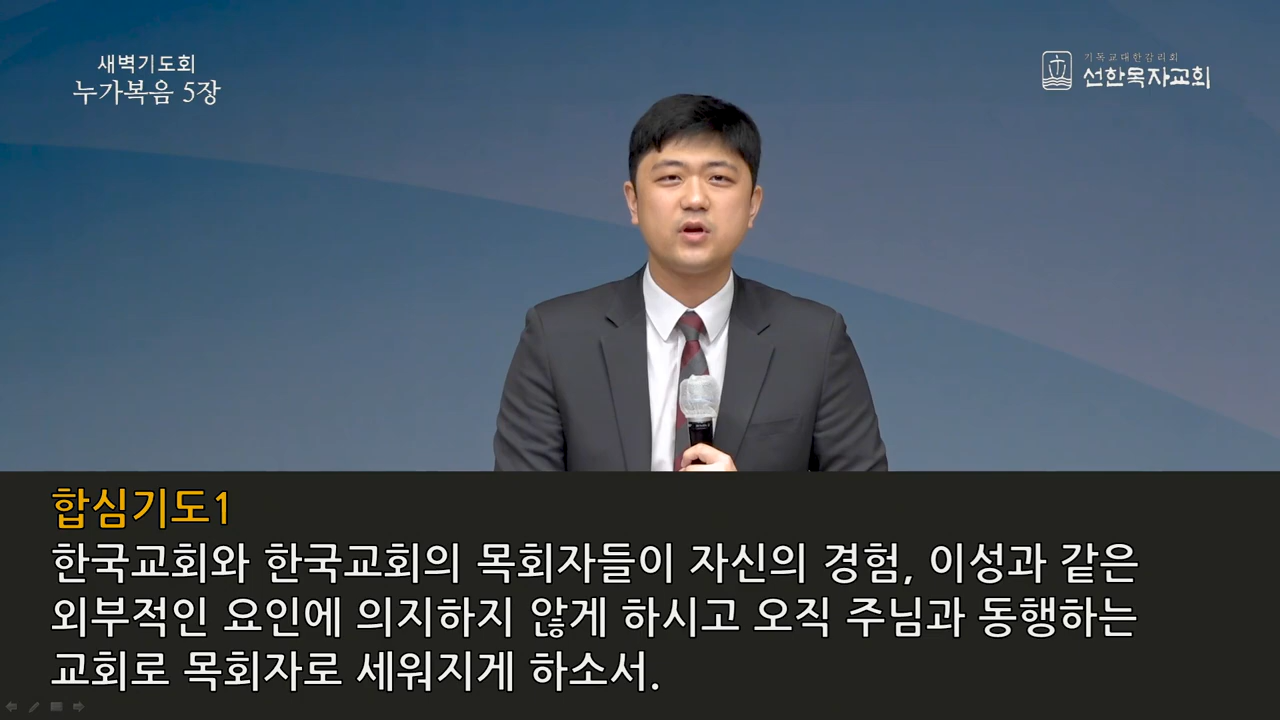 새벽기도회
누가복음 5장
기독교대한감리회
선한목자교회
합심기도1
한국교회와 한국교회의 목회자들이 자신의 경험, 이성과 같은
외부적인 요인에 의지하지 않게 하시고 오직 주님과 동행하는
교회로 목회자로 세워지게 하소서.